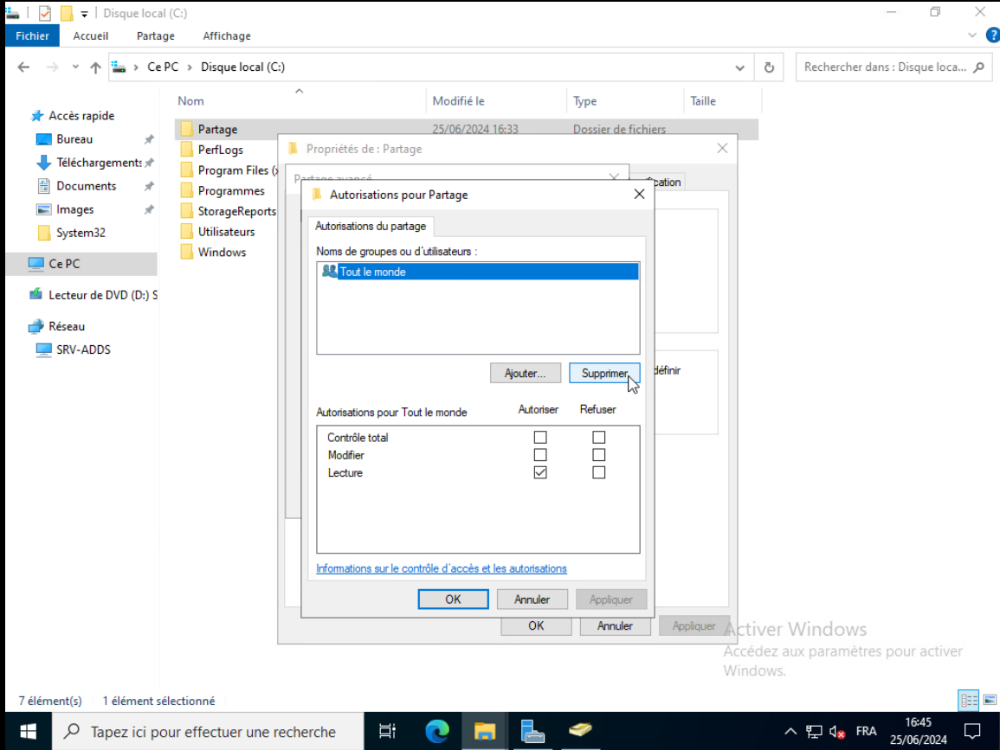 Disque local (C:)
Fichier Accueil Partage Affichage
Ce PC Disque local (C:) Rechercher dans : Disque loca...
Nom Modifié le Type Taille
Accès rapide
Bureau
Téléchargements
Documents
Images
System32
Ce PC
Lecteur de DVD (D:) S
Réseau
SRV-ADDS
Partage 25/06/2024 16:33 Dossier de fichiers
PerfLogs
Program Files (x
Programmes
StorageReports
Utilisateurs
Windows
Propriétés de : Partage
Partage avancé
Autorisations pour Partage
Autorisations du partage
Noms de groupes ou d'utilisateurs :
Tout le monde
Ajouter... Supprimer
définir
Autorisations pour Tout le monde Autoriser Refuser
Contrôle total
Modifier
Lecture
Informations sur le contrôle d'accès et les autorisations
OK Annuler Appliquer
OK Annuler Appliquer
Activer Windows
Accédez aux paramètres pour activer
Windows.
7 élément(s) 1 élément sélectionné
Tapez ici pour effectuer une recherche
FRA
16:45
25/06/2024